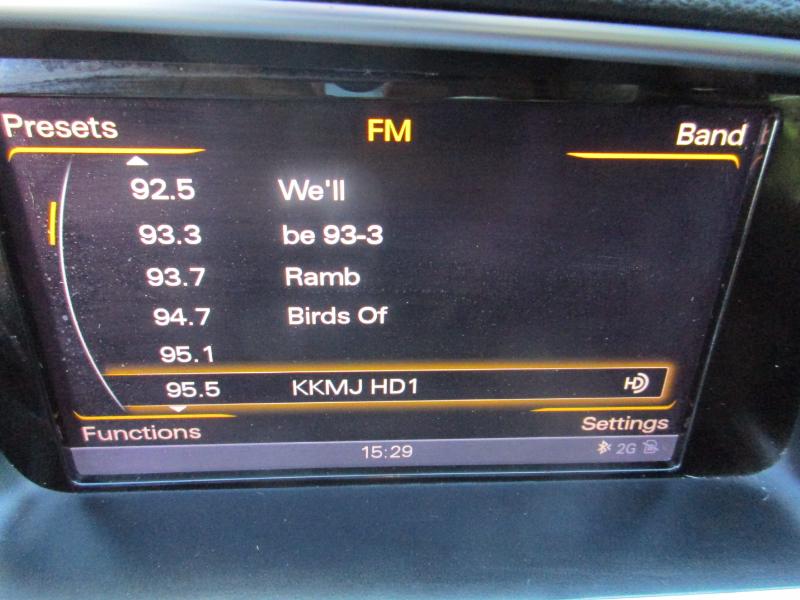 Presets FM Band
92.5 We'll
93.3 be 93-3
93.7 Ramb
94.7 Birds Of
95.1
95.5 KKMJ HD1 HD
Functions Settings
15:29 2G